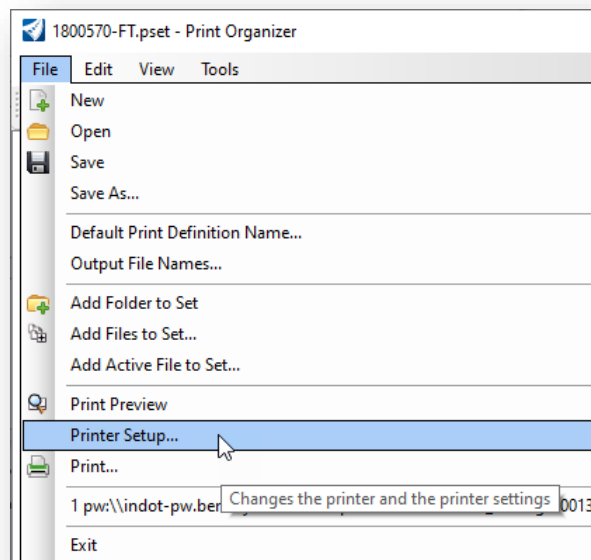 1800570-FT.pset - Print Organizer
File Edit View Tools
New
Open
Save
Save As...
Default Print Definition Name...
Output File Names...
Add Folder to Set
Add Files to Set...
Add Active File to Set...
Print Preview
Printer Setup...
Print...
Changes the printer and the printer settings
1 pw:\\indot-pw.ber 0013
Exit